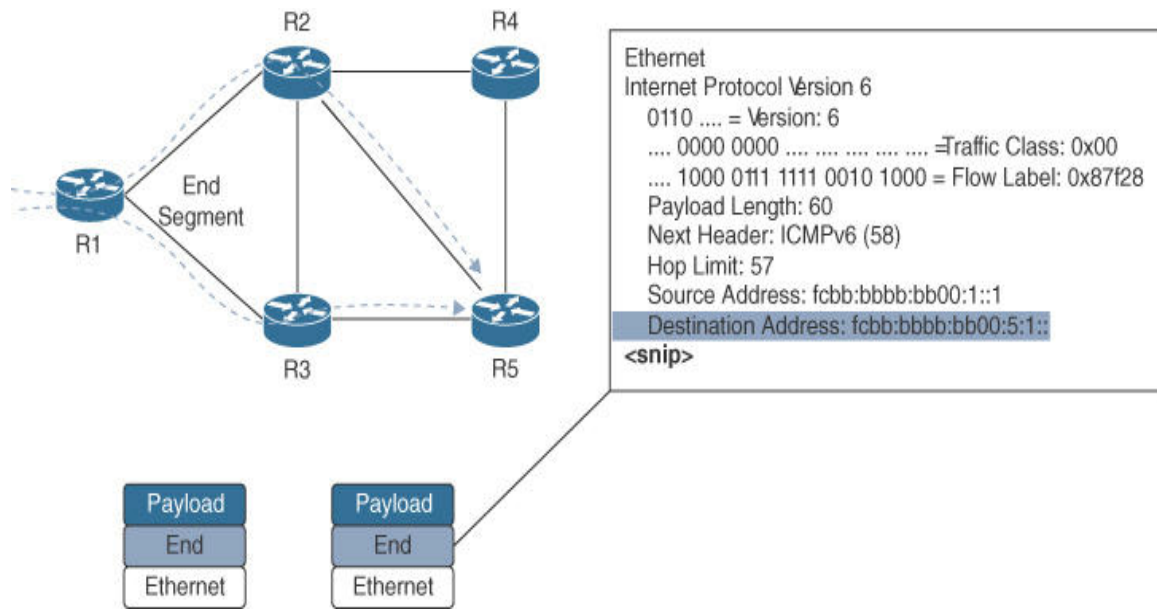 R2
R4
R1
End
Segment
R3
R5
Ethernet
Internet Protocol Version 6
0110 .... = Version: 6
.... 0000 0000 .... .... .... .... .... =Traffic Class: 0x00
.... 1000 0111 1111 0010 1000 = Flow Label: 0x87f28
Payload Length: 60
Next Header: ICMPv6 (58)
Hop Limit: 57
Source Address: fcbb:bbbb:bb00:1::1
Destination Address: fcbb:bbbb:bb00:5:1::
<snip>
Payload
End
Ethernet
Payload
End
Ethernet